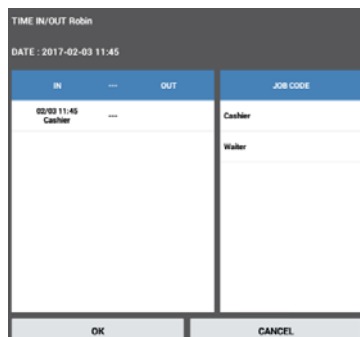 TIME IN/OUT Robin
DATE : 2017-02-03 11:45
IN --- OUT
JOB CODE
02/03 11:45 ---
Cashier
Cashier
Waiter
OK
CANCEL